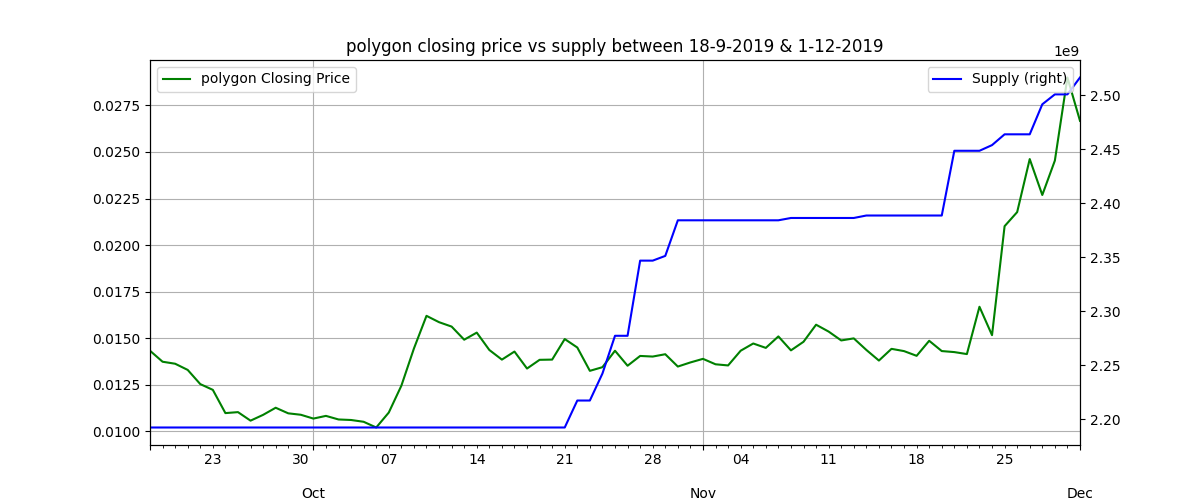 polygon closing price vs supply between 18-9-2019 & 1-12-2019
1e9
polygon Closing Price
Supply (right)
0.0275
0.0250
0.0225
0.0200
0.0175
0.0150
0.0125
0.0100
2.50
2.45
2.40
2.35
2.30
2.25
2.20
23 30 07 14 21 28 04 11 18 25
Oct Nov Dec